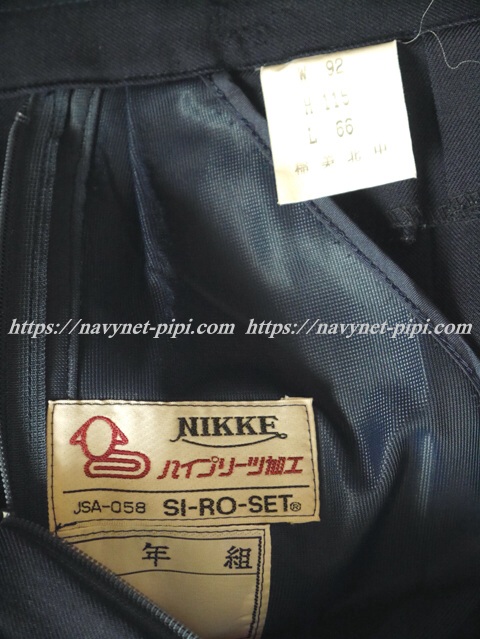 W 92
H 115
L 66
https://navynet-pipi.com https://navynet-pipi.com
NIKKE
ハイプリーツ加工
JSA-058 SI-RO-SET®
年 組